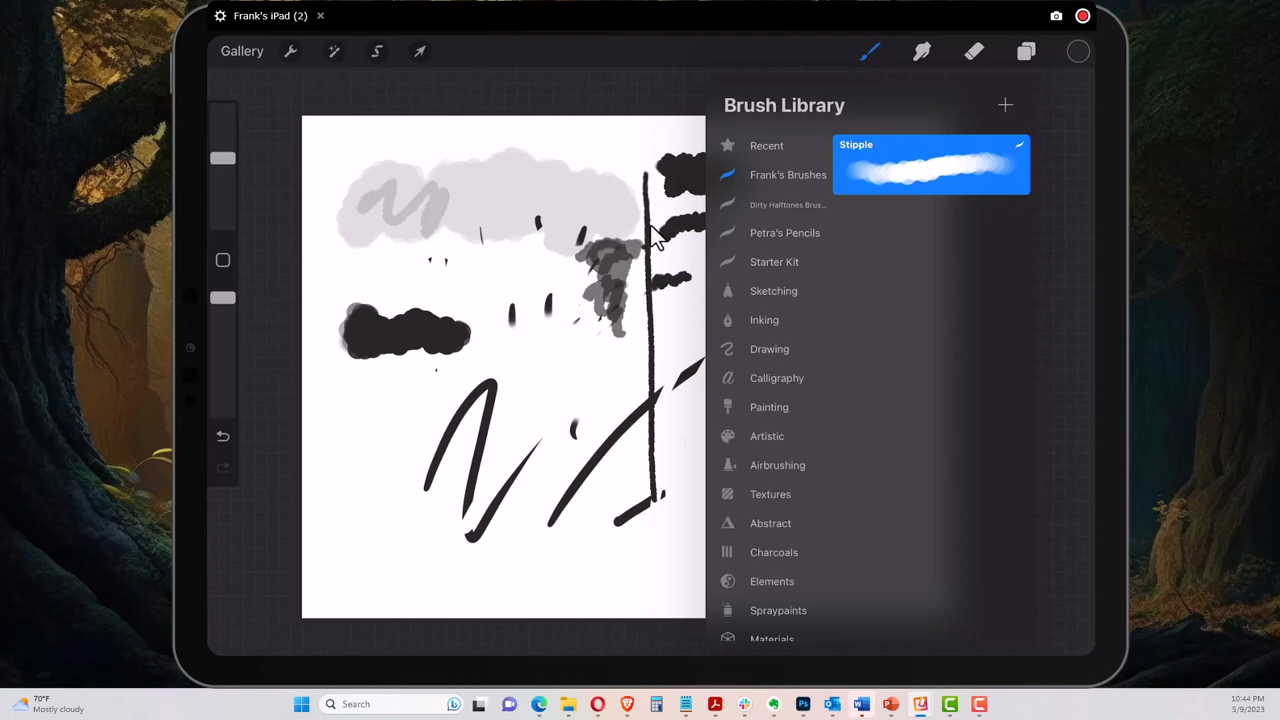 Frank's iPad (2)
Gallery
Brush Library
Recent
Stipple
Frank's Brushes
Dirty Halftones Brus...
Petra's Pencils
Starter Kit
Sketching
Inking
Drawing
Calligraphy
Painting
Artistic
Airbrushing
Textures
Abstract
Charcoals
Elements
Spraypaints
Materials
70°F
Mostly cloudy
Search
10:44 PM
5/9/2023